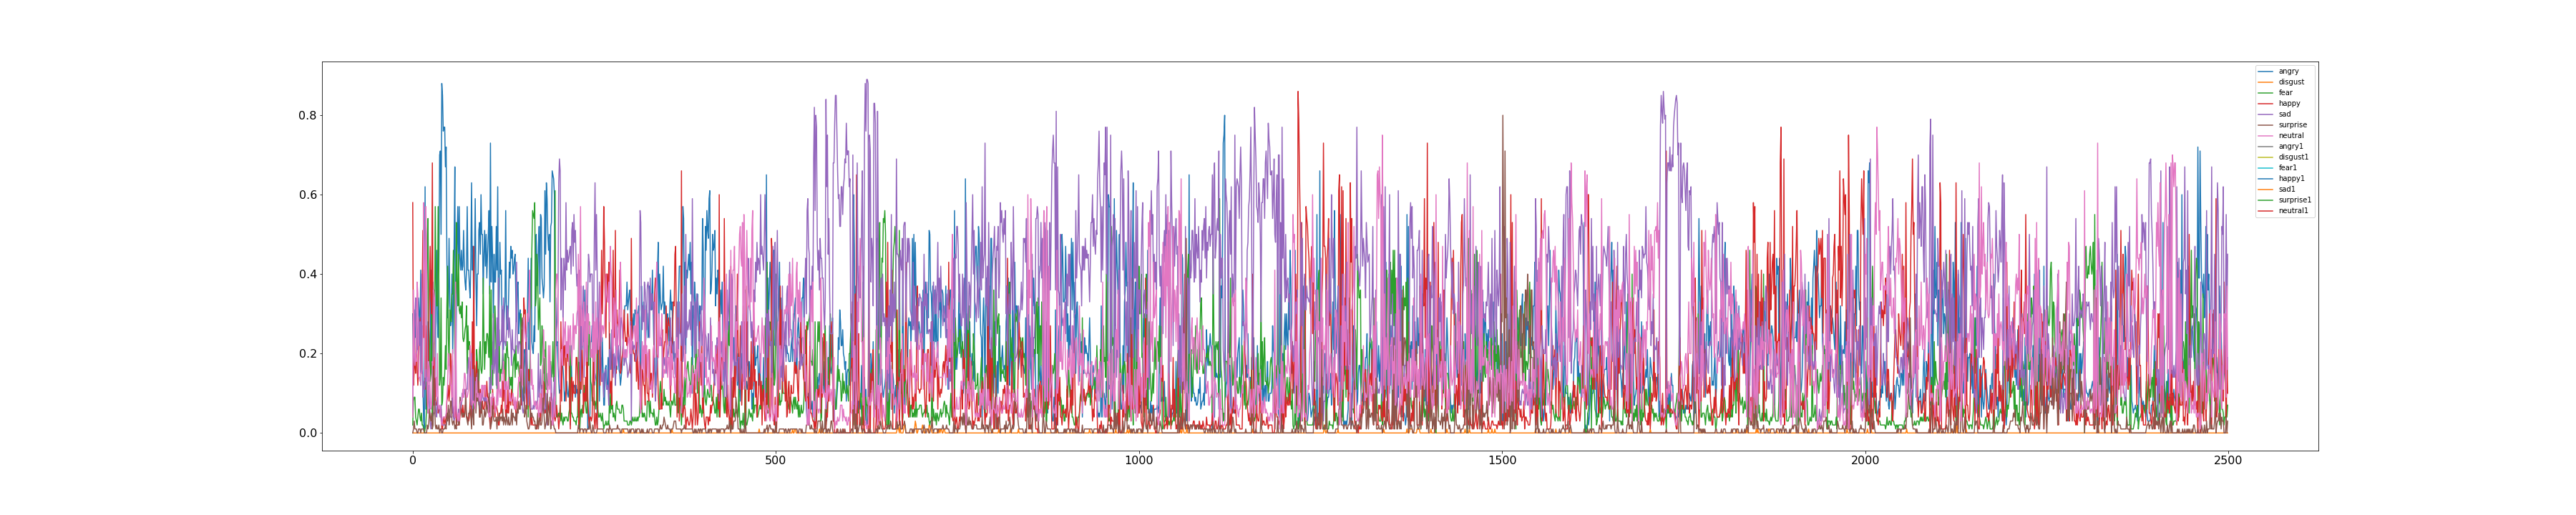 0.8
0.6
0.4
0.2
0.0
0
500
1000
1500
2000
2500
angry
disgust
fear
happy
sad
surprise
neutral
angry1
disgust1
fear1
happy1
sad1
surprise1
neutral1